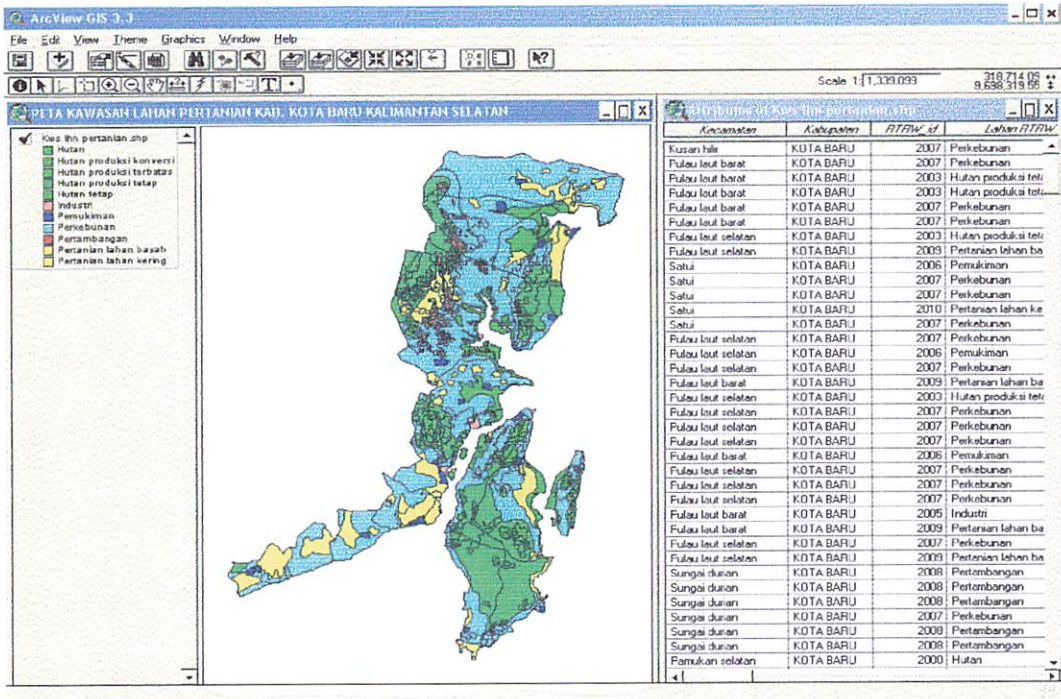 ArcView GIS 3.3
File Edit View Theme Graphics Window Help
Scale 1: 1,339,099
318,714.09
9,698,319.55
PETA KAWASAN LAHAN PERTANIAN KAB. KOTA BARU KALIMANTAN SELATAN
Kws lhn pertanian.shp
Hutan
Hutan produksi konversi
Hutan produksi terbatas
Hutan produksi tetap
Hutan tetap
Industri
Pemukiman
Perkebunan
Pertambangan
Pertanian lahan basah
Pertanian lahan kering
Attributes of Kws lhn pertanian.shp
Kecamatan Kabupaten RTRW_id Lahan RTRW
Kusan hilir KOTA BARU 2007 Perkebunan
Pulau laut barat KOTA BARU 2007 Perkebunan
Pulau laut barat KOTA BARU 2003 Hutan produksi teta
Pulau laut barat KOTA BARU 2003 Hutan produksi teta
Pulau laut barat KOTA BARU 2007 Perkebunan
Pulau laut barat KOTA BARU 2007 Perkebunan
Pulau laut selatan KOTA BARU 2003 Hutan produksi teta
Pulau laut selatan KOTA BARU 2009 Pertanian lahan ba
Satui KOTA BARU 2006 Pemukiman
Satui KOTA BARU 2007 Perkebunan
Satui KOTA BARU 2007 Perkebunan
Satui KOTA BARU 2010 Pertanian lahan ke
Satui KOTA BARU 2007 Perkebunan
Pulau laut selatan KOTA BARU 2007 Perkebunan
Pulau laut selatan KOTA BARU 2006 Pemukiman
Pulau laut selatan KOTA BARU 2007 Perkebunan
Pulau laut barat KOTA BARU 2009 Pertanian lahan ba
Pulau laut selatan KOTA BARU 2003 Hutan produksi teta
Pulau laut selatan KOTA BARU 2007 Perkebunan
Pulau laut selatan KOTA BARU 2007 Perkebunan
Pulau laut selatan KOTA BARU 2007 Perkebunan
Pulau laut barat KOTA BARU 2006 Pemukiman
Pulau laut selatan KOTA BARU 2007 Perkebunan
Pulau laut selatan KOTA BARU 2007 Perkebunan
Pulau laut selatan KOTA BARU 2007 Perkebunan
Pulau laut barat KOTA BARU 2005 Industri
Pulau laut barat KOTA BARU 2009 Pertanian lahan ba
Pulau laut selatan KOTA BARU 2007 Perkebunan
Pulau laut selatan KOTA BARU 2009 Pertanian lahan ba
Sungai durian KOTA BARU 2008 Pertambangan
Sungai durian KOTA BARU 2008 Pertambangan
Sungai durian KOTA BARU 2008 Pertambangan
Sungai durian KOTA BARU 2007 Perkebunan
Sungai durian KOTA BARU 2008 Pertambangan
Sungai durian KOTA BARU 2008 Pertambangan
Pamukan selatan KOTA BARU 2000 Hutan